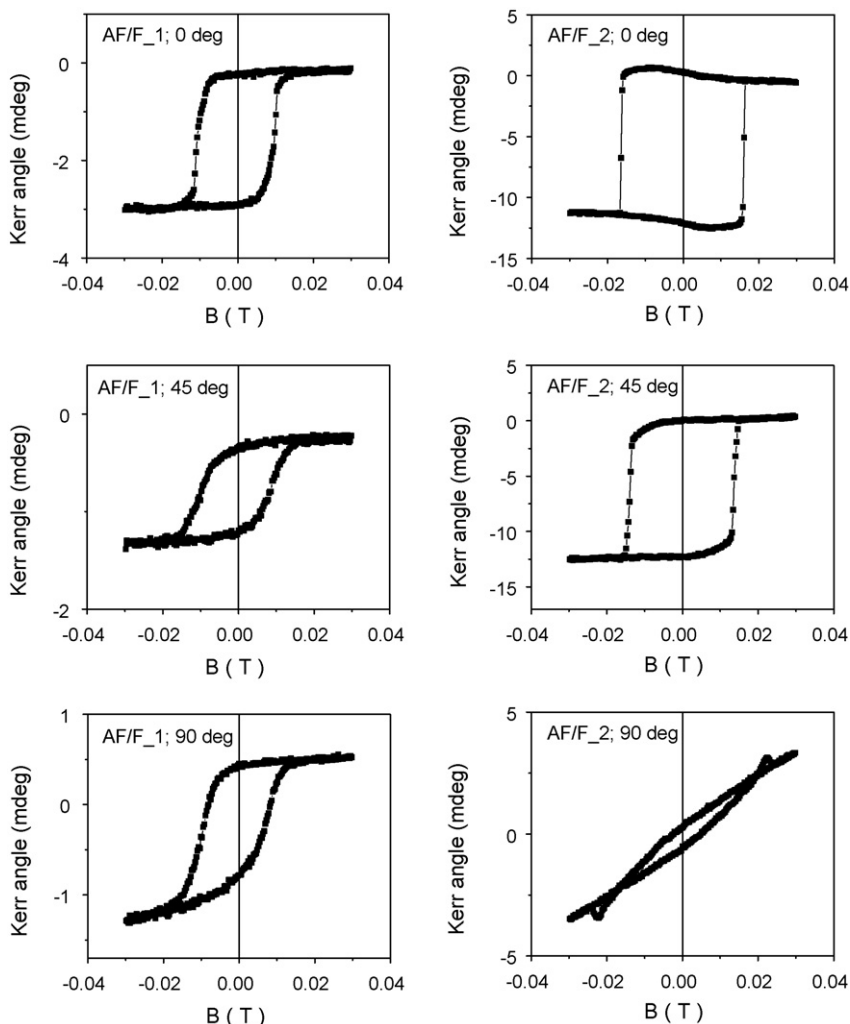 AF/F_1; 0 deg
0
-2
-4
Kerr angle (mdeg)
-0.04 -0.02 0.00 0.02 0.04
B ( T )
AF/F_2; 0 deg
5
0
-5
-10
-15
Kerr angle (mdeg)
-0.04 -0.02 0.00 0.02 0.04
B ( T )
AF/F_1; 45 deg
0
-2
Kerr angle (mdeg)
-0.04 -0.02 0.00 0.02 0.04
B ( T )
AF/F_2; 45 deg
5
0
-5
-10
-15
Kerr angle (mdeg)
-0.04 -0.02 0.00 0.02 0.04
B ( T )
AF/F_1; 90 deg
1
0
-1
Kerr angle (mdeg)
-0.04 -0.02 0.00 0.02 0.04
B ( T )
AF/F_2; 90 deg
5
0
-5
Kerr angle (mdeg)
-0.04 -0.02 0.00 0.02 0.04
B ( T )